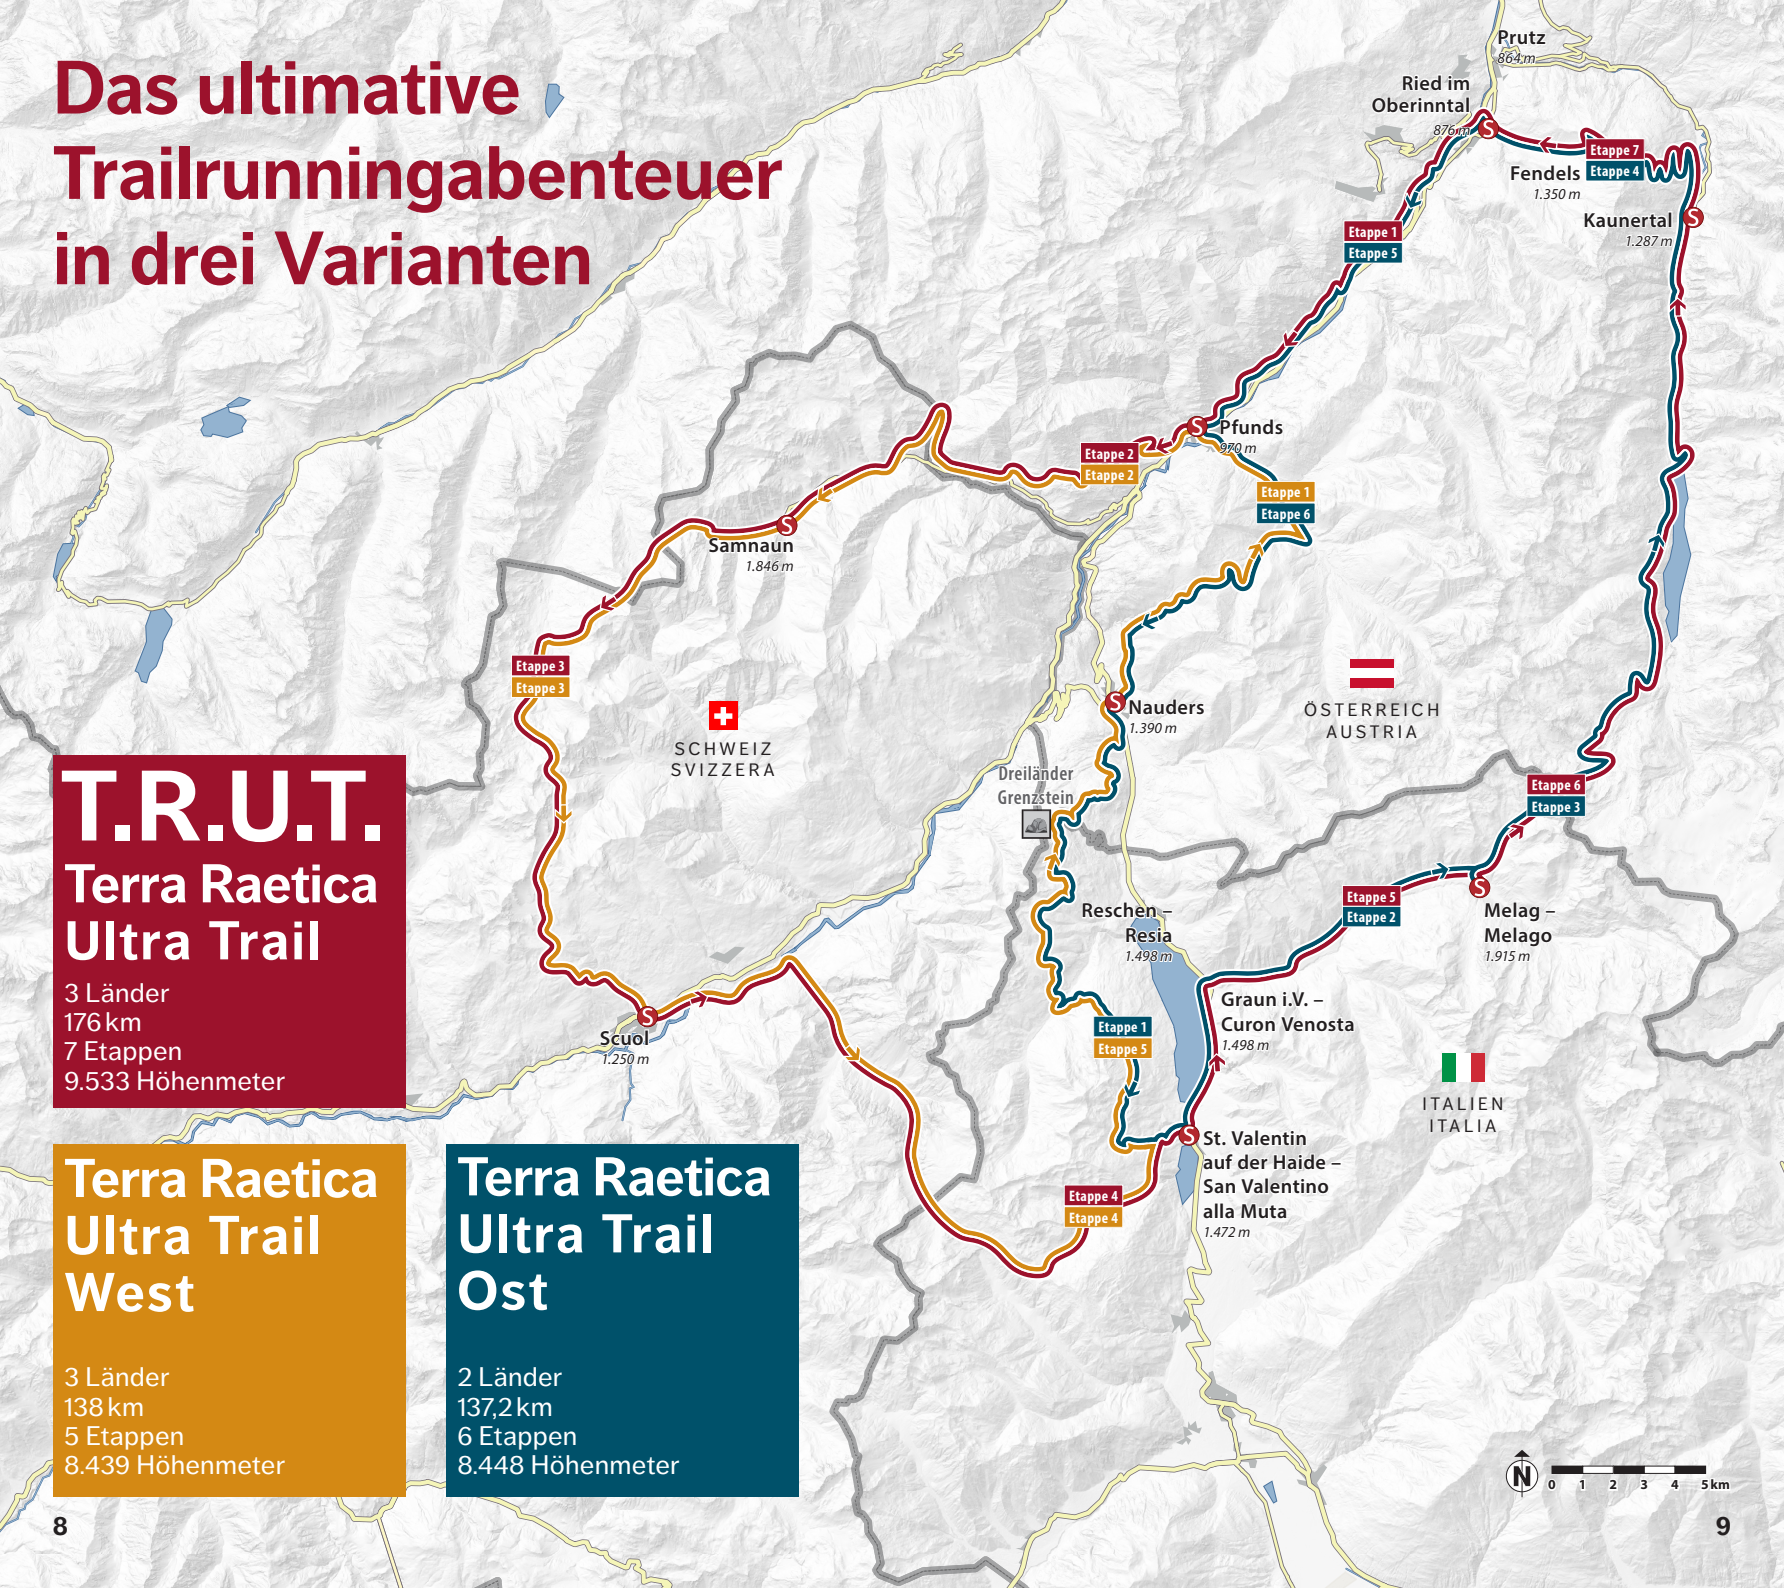 Das ultimative
Trailrunningabenteuer
in drei Varianten
Prutz
864 m
Ried im
Oberinntal
876 m
Etappe 7
Etappe 4
Fendels
1.350 m
Kaunertal
1.287 m
Etappe 1
Etappe 5
Pfunds
970 m
Etappe 2
Etappe 2
Etappe 1
Etappe 6
Samnaun
1.846 m
Etappe 3
Etappe 3
SCHWEIZ
SVIZZERA
Nauders
1.390 m
ÖSTERREICH
AUSTRIA
Dreiländer
Grenzstein
Etappe 6
Etappe 3
Etappe 5
Etappe 2
Melag –
Melago
1.915 m
Reschen –
Resia
1.498 m
Graun i.V. –
Curon Venosta
1.498 m
Etappe 1
Etappe 5
Scuol
1.250 m
ITALIEN
ITALIA
St. Valentin
auf der Haide –
San Valentino
alla Muta
1.472 m
Etappe 4
Etappe 4
T.R.U.T.
Terra Raetica
Ultra Trail
3 Länder
176 km
7 Etappen
9.533 Höhenmeter
Terra Raetica
Ultra Trail
West
3 Länder
138 km
5 Etappen
8.439 Höhenmeter
Terra Raetica
Ultra Trail
Ost
2 Länder
137,2 km
6 Etappen
8.448 Höhenmeter
N
0 1 2 3 4 5 km
8
9
S
S
S
S
S
S
S
S